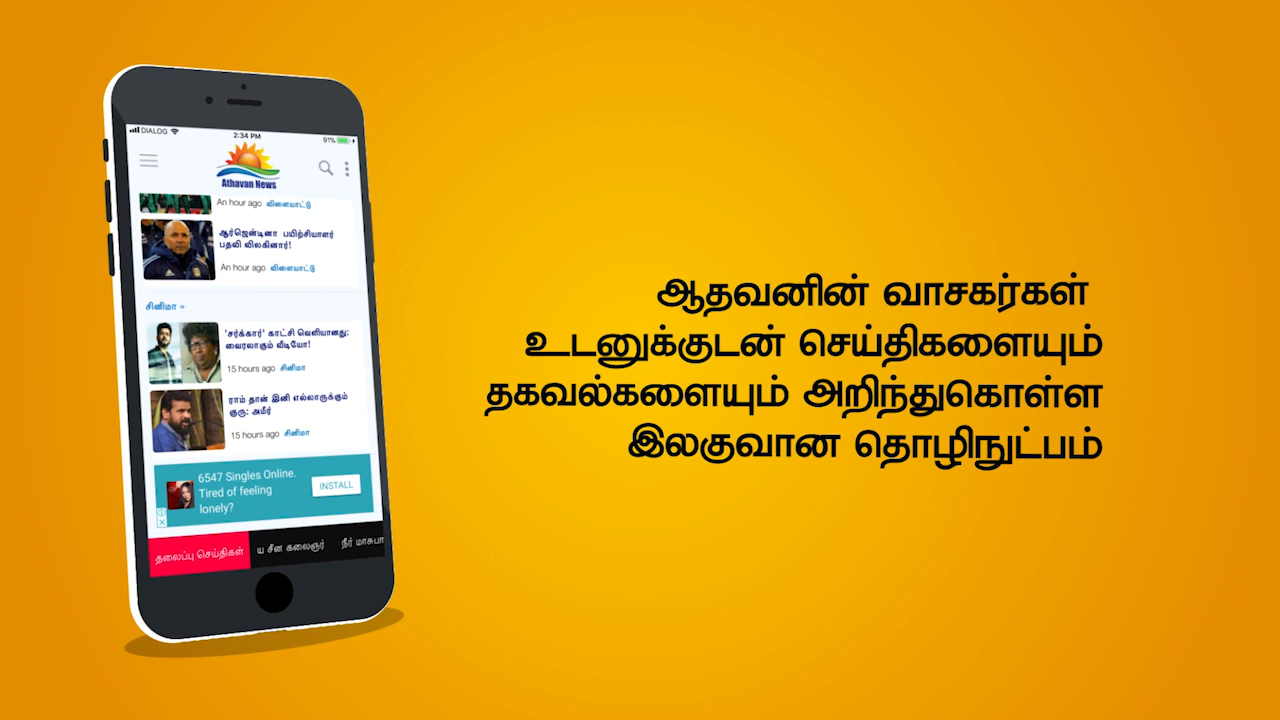 DIALOG 2:34 PM 91%
Athavan News
An hour ago விளையாட்டு
ஆர்ஜென்டினா பயிற்சியாளர்
பதவி விலகினார்!
An hour ago விளையாட்டு
சினிமா »
'சர்க்கார்' காட்சி வெளியானது:
வைரலாகும் வீடியோ!
15 hours ago சினிமா
ராம் தான் இனி எல்லாருக்கும்
குரு: அமீர்
15 hours ago சினிமா
6547 Singles Online.
Tired of feeling
lonely?
INSTALL
தலைப்பு செய்திகள் ய சீன கலைஞர் நீர் மாசுபா
ஆதவனின் வாசகர்கள்
உடனுக்குடன் செய்திகளையும்
தகவல்களையும் அறிந்துகொள்ள
இலகுவான தொழிநுட்பம்